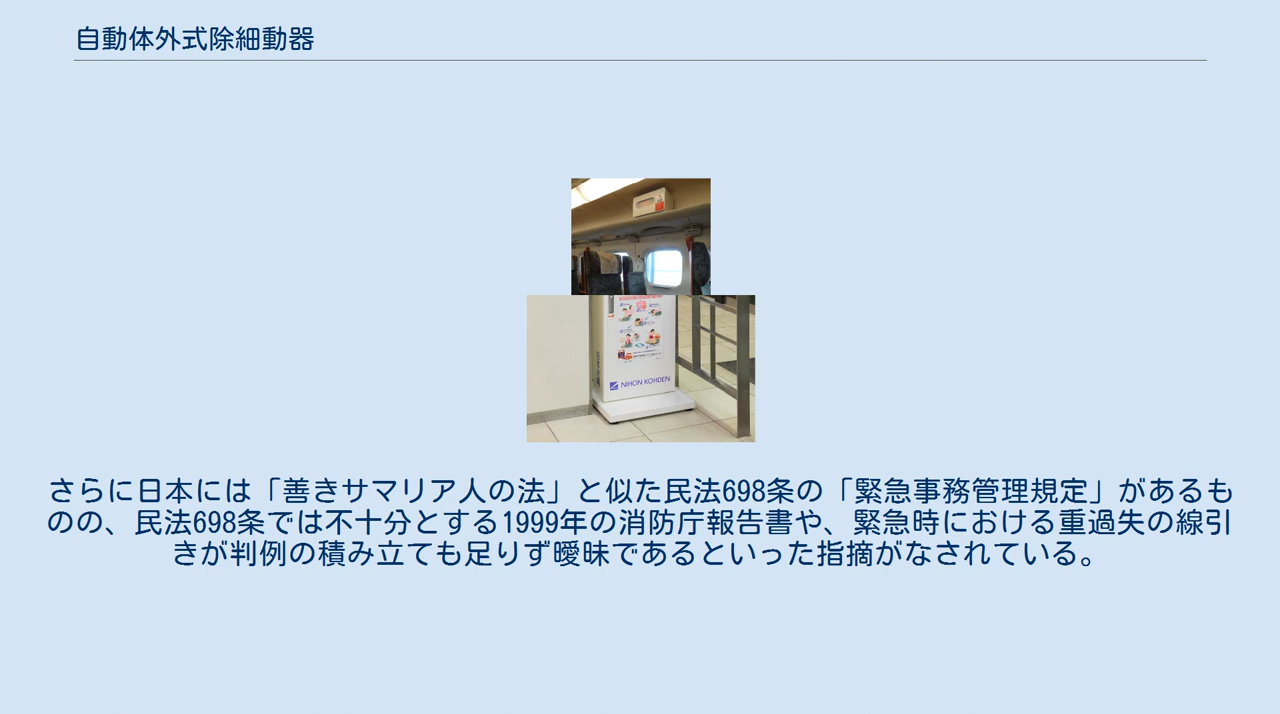 自動体外式除細動器
NIHON KOHDEN
さらに日本には「善きサマリア人の法」と似た民法698条の「緊急事務管理規定」があるも
のの、民法698条では不十分とする1999年の消防庁報告書や、緊急時における重過失の線引
きが判例の積み立ても足りず曖昧であるといった指摘がなされている。